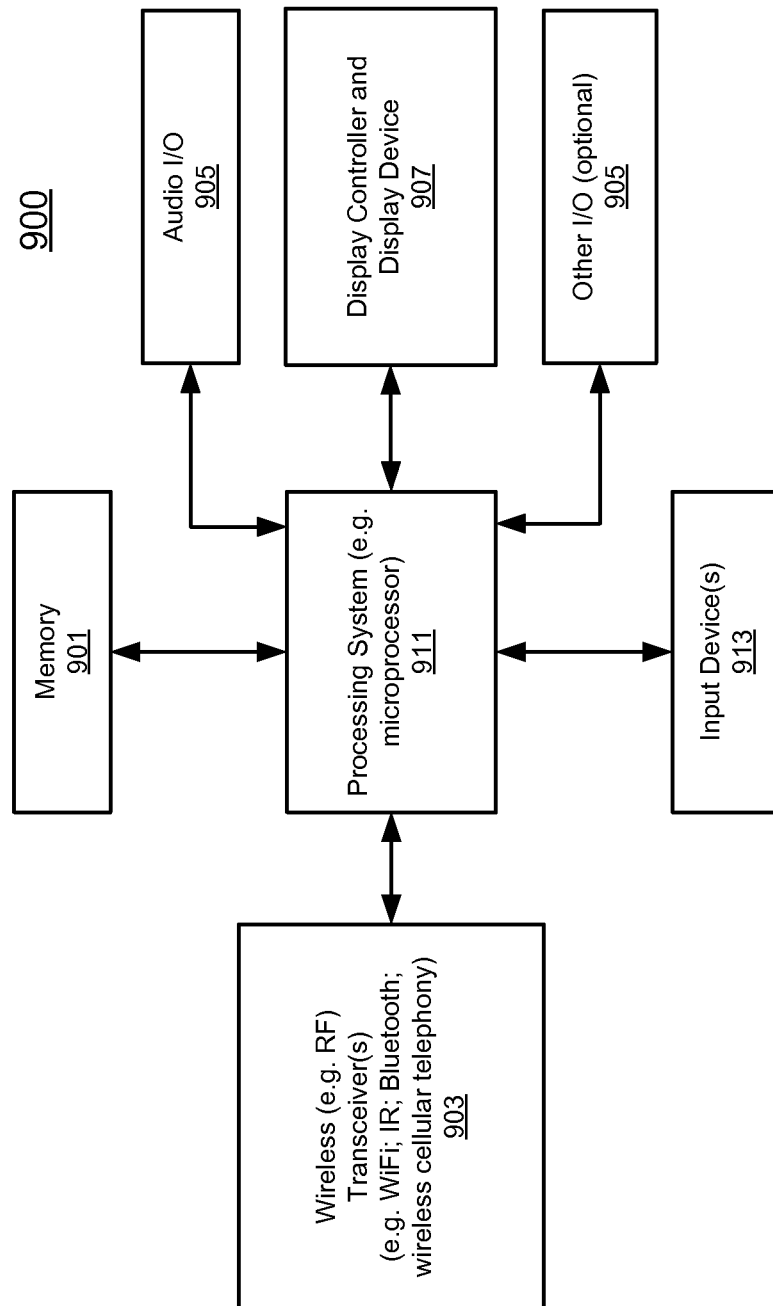 900
Memory
901
Audio I/O
905
Wireless (e.g. RF)
Transceiver(s)
(e.g. WiFi; IR; Bluetooth;
wireless cellular telephony)
903
Processing System (e.g.
microprocessor)
911
Display Controller and
Display Device
907
Input Device(s)
913
Other I/O (optional)
905